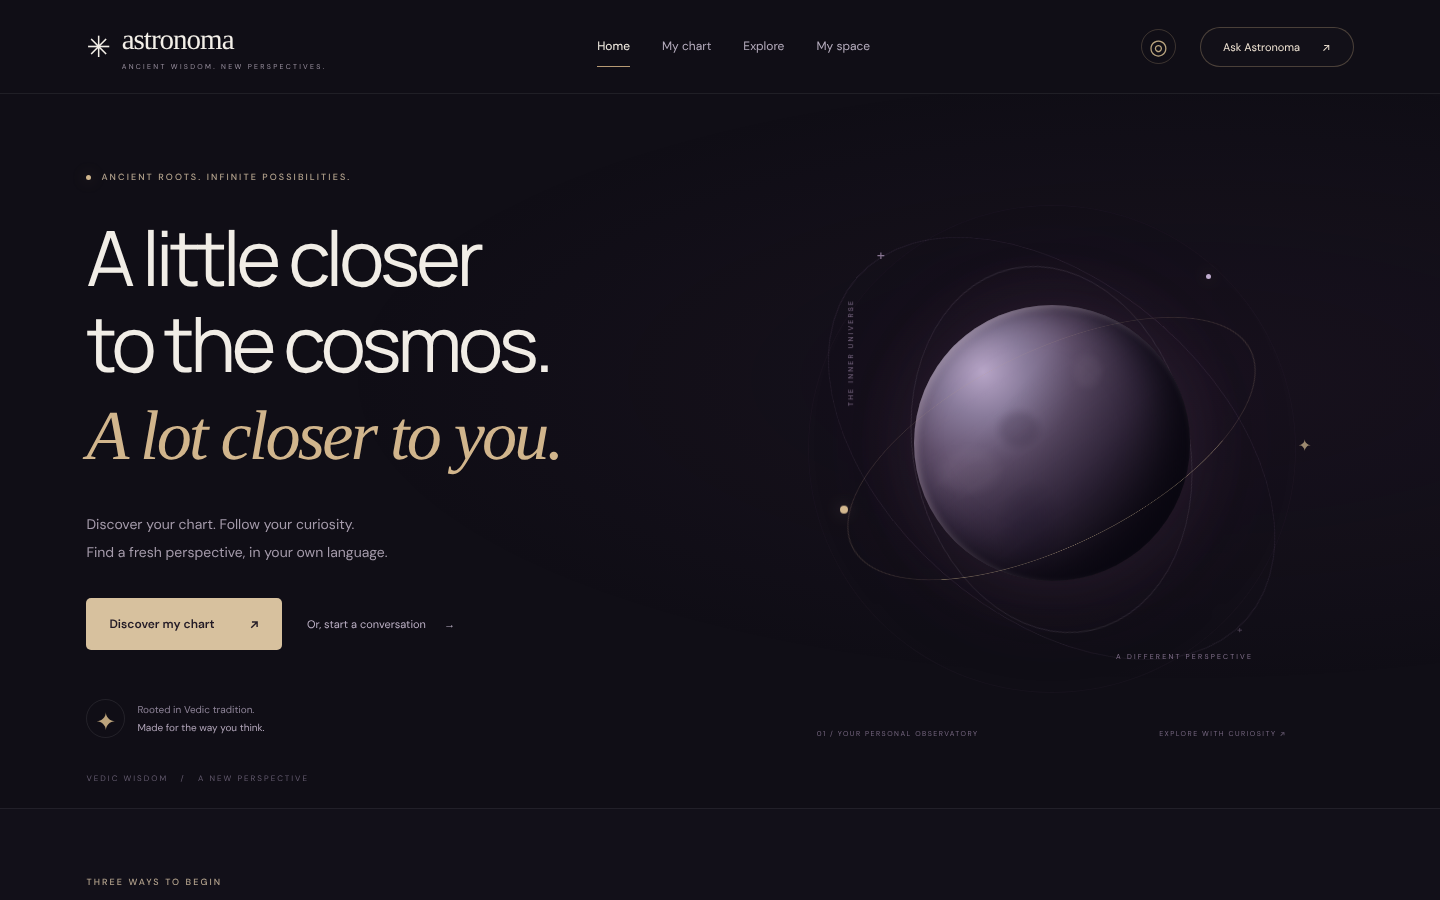 astronoma
ANCIENT WISDOM. NEW PERSPECTIVES.
Home
My chart
Explore
My space
Ask Astronoma ↗
ANCIENT ROOTS. INFINITE POSSIBILITIES.
A little closer
to the cosmos.
A lot closer to you.
Discover your chart. Follow your curiosity.
Find a fresh perspective, in your own language.
Discover my chart ↗
Or, start a conversation →
Rooted in Vedic tradition.
Made for the way you think.
VEDIC WISDOM / A NEW PERSPECTIVE
THE INNER UNIVERSE
A DIFFERENT PERSPECTIVE
01 / YOUR PERSONAL OBSERVATORY
EXPLORE WITH CURIOSITY ↗
THREE WAYS TO BEGIN